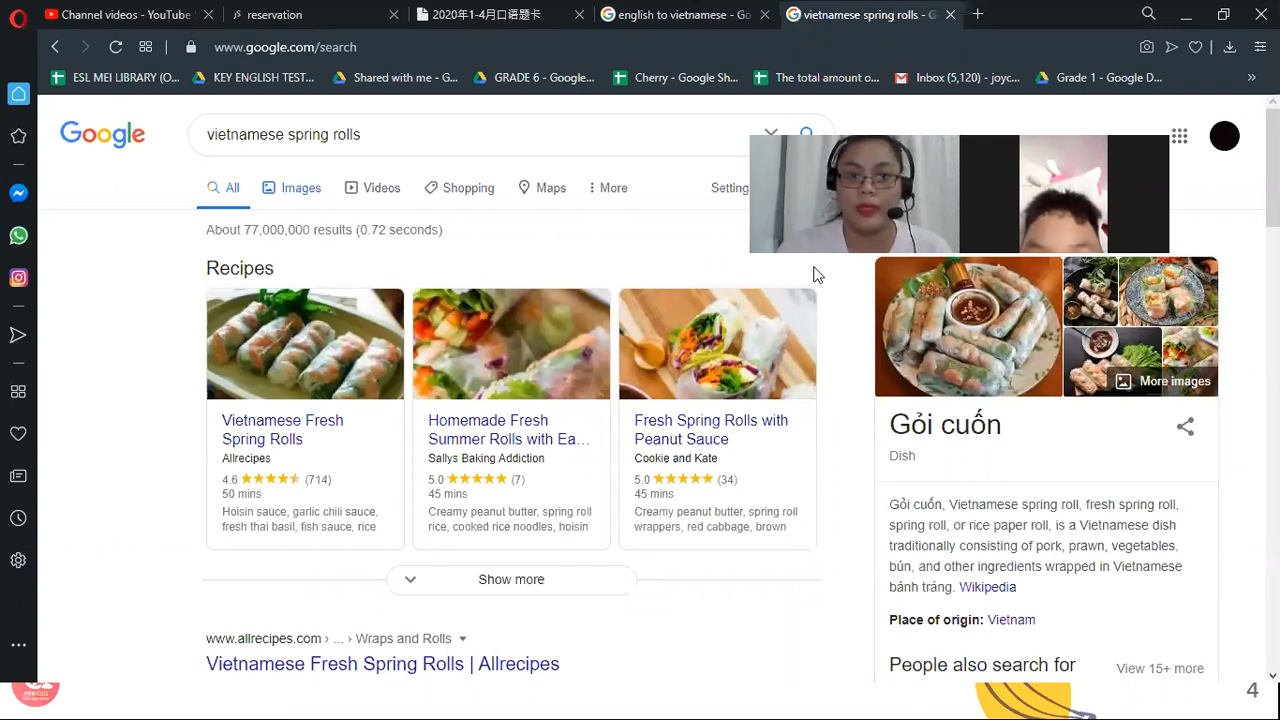 Channel videos - YouTube
reservation
2020年1-4月口语题卡
english to vietnamese - Go
vietnamese spring rolls - G
www.google.com/search
ESL MEI LIBRARY (O...
KEY ENGLISH TEST...
Shared with me - G...
GRADE 6 - Google...
Cherry - Google Sh...
The total amount o...
Inbox (5,120) - joyc...
Grade 1 - Google D...
Google
vietnamese spring rolls
All
Images
Videos
Shopping
Maps
More
Setting
About 77,000,000 results (0.72 seconds)
Recipes
Vietnamese Fresh
Spring Rolls
Allrecipes
4.6 (714)
50 mins
Hoisin sauce, garlic chili sauce,
fresh thai basil, fish sauce, rice
Homemade Fresh
Summer Rolls with Ea...
Sallys Baking Addiction
5.0 (7)
45 mins
Creamy peanut butter, spring roll
rice, cooked rice noodles, hoisin
Fresh Spring Rolls with
Peanut Sauce
Cookie and Kate
5.0 (34)
45 mins
Creamy peanut butter, spring roll
wrappers, red cabbage, brown
Show more
www.allrecipes.com › ... › Wraps and Rolls
Vietnamese Fresh Spring Rolls | Allrecipes
More images
Gỏi cuốn
Dish
Gỏi cuốn, Vietnamese spring roll, fresh spring roll,
spring roll, or rice paper roll, is a Vietnamese dish
traditionally consisting of pork, prawn, vegetables,
bún, and other ingredients wrapped in Vietnamese
bánh tráng. Wikipedia
Place of origin: Vietnam
People also search for
View 15+ more
4